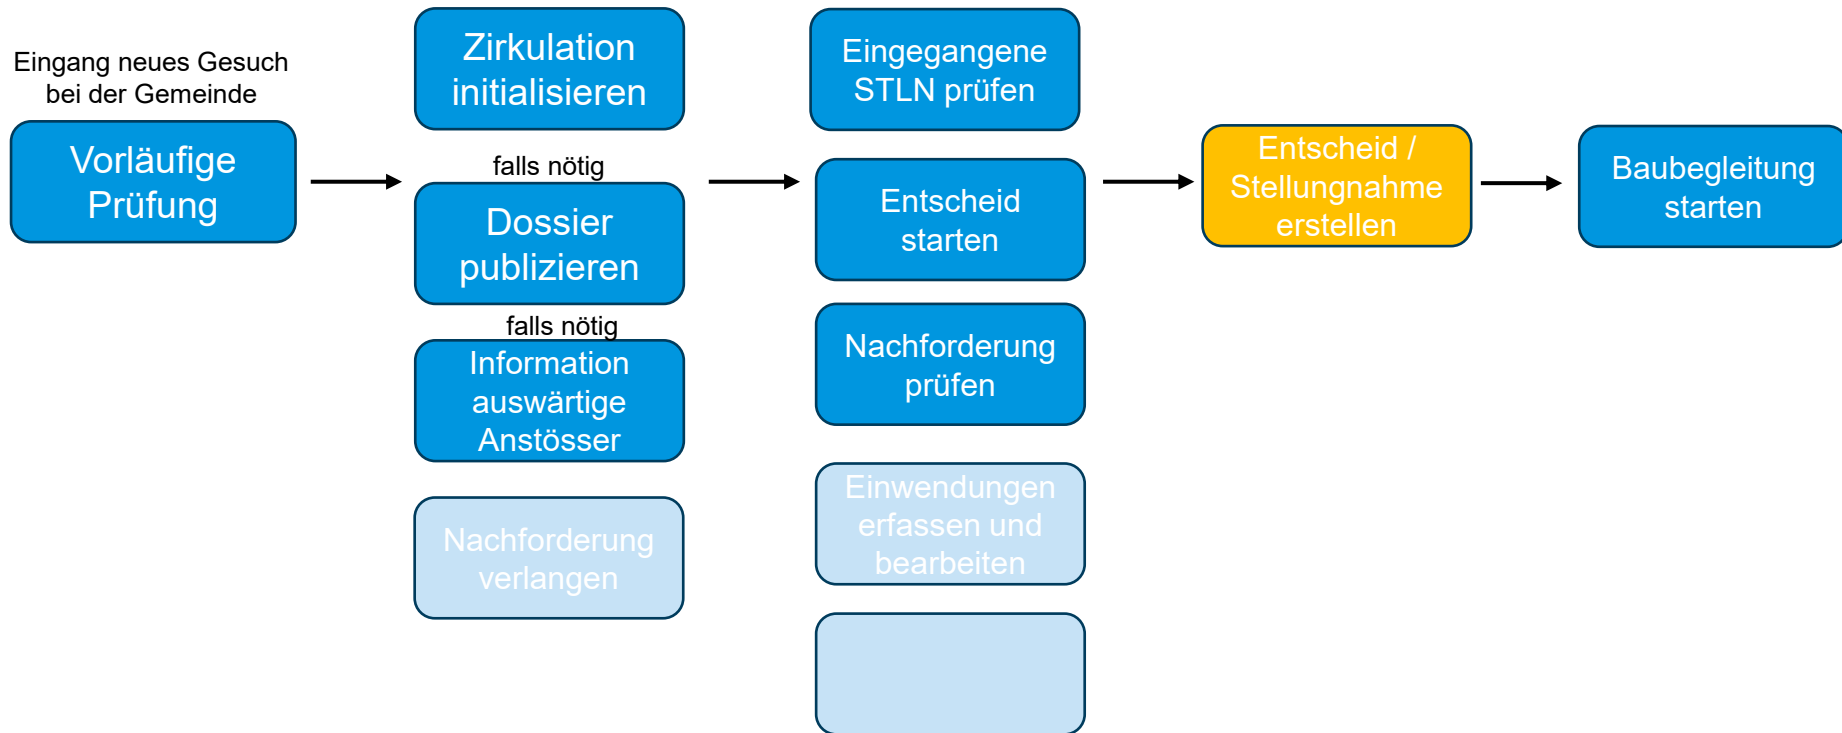 Eingang neues Gesuch
bei der Gemeinde
Vorläufige
Prüfung
Zirkulation
initialisieren
falls nötig
Dossier
publizieren
falls nötig
Information
auswärtige
Anstösser
Nachforderung
verlangen
Eingegangene
STLN prüfen
Entscheid
starten
Nachforderung
prüfen
Einwendungen
erfassen und
bearbeiten
Entscheid /
Stellungnahme
erstellen
Baubegleitung
starten